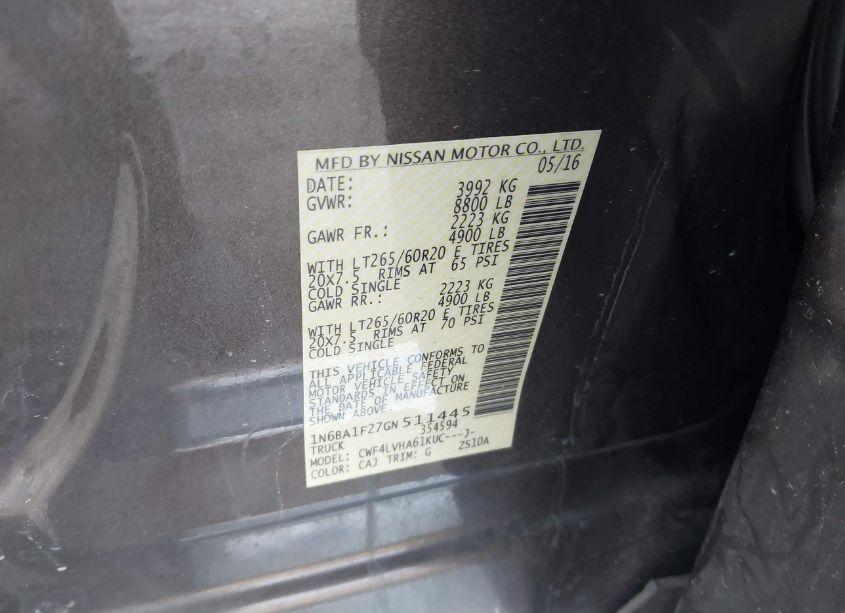 MFD BY NISSAN MOTOR CO., LTD.
DATE: 05/16
GVWR: 3992 KG
8800 LB
GAWR FR.: 2223 KG
4900 LB
WITH LT265/60R20 E TIRES
20X7.5 RIMS AT 65 PSI
COLD SINGLE
GAWR RR.: 2223 KG
4900 LB
WITH LT265/60R20 E TIRES
20X7.5 RIMS AT 70 PSI
COLD SINGLE
THIS VEHICLE CONFORMS TO
ALL APPLICABLE FEDERAL
MOTOR VEHICLE SAFETY
STANDARDS IN EFFECT ON
THE DATE OF MANUFACTURE
SHOWN ABOVE.
1N6BA1F27GN511445
TRUCK 354594
MODEL: CWF4LVHA61KUC---J-
COLOR: CAJ TRIM: G ZS10A